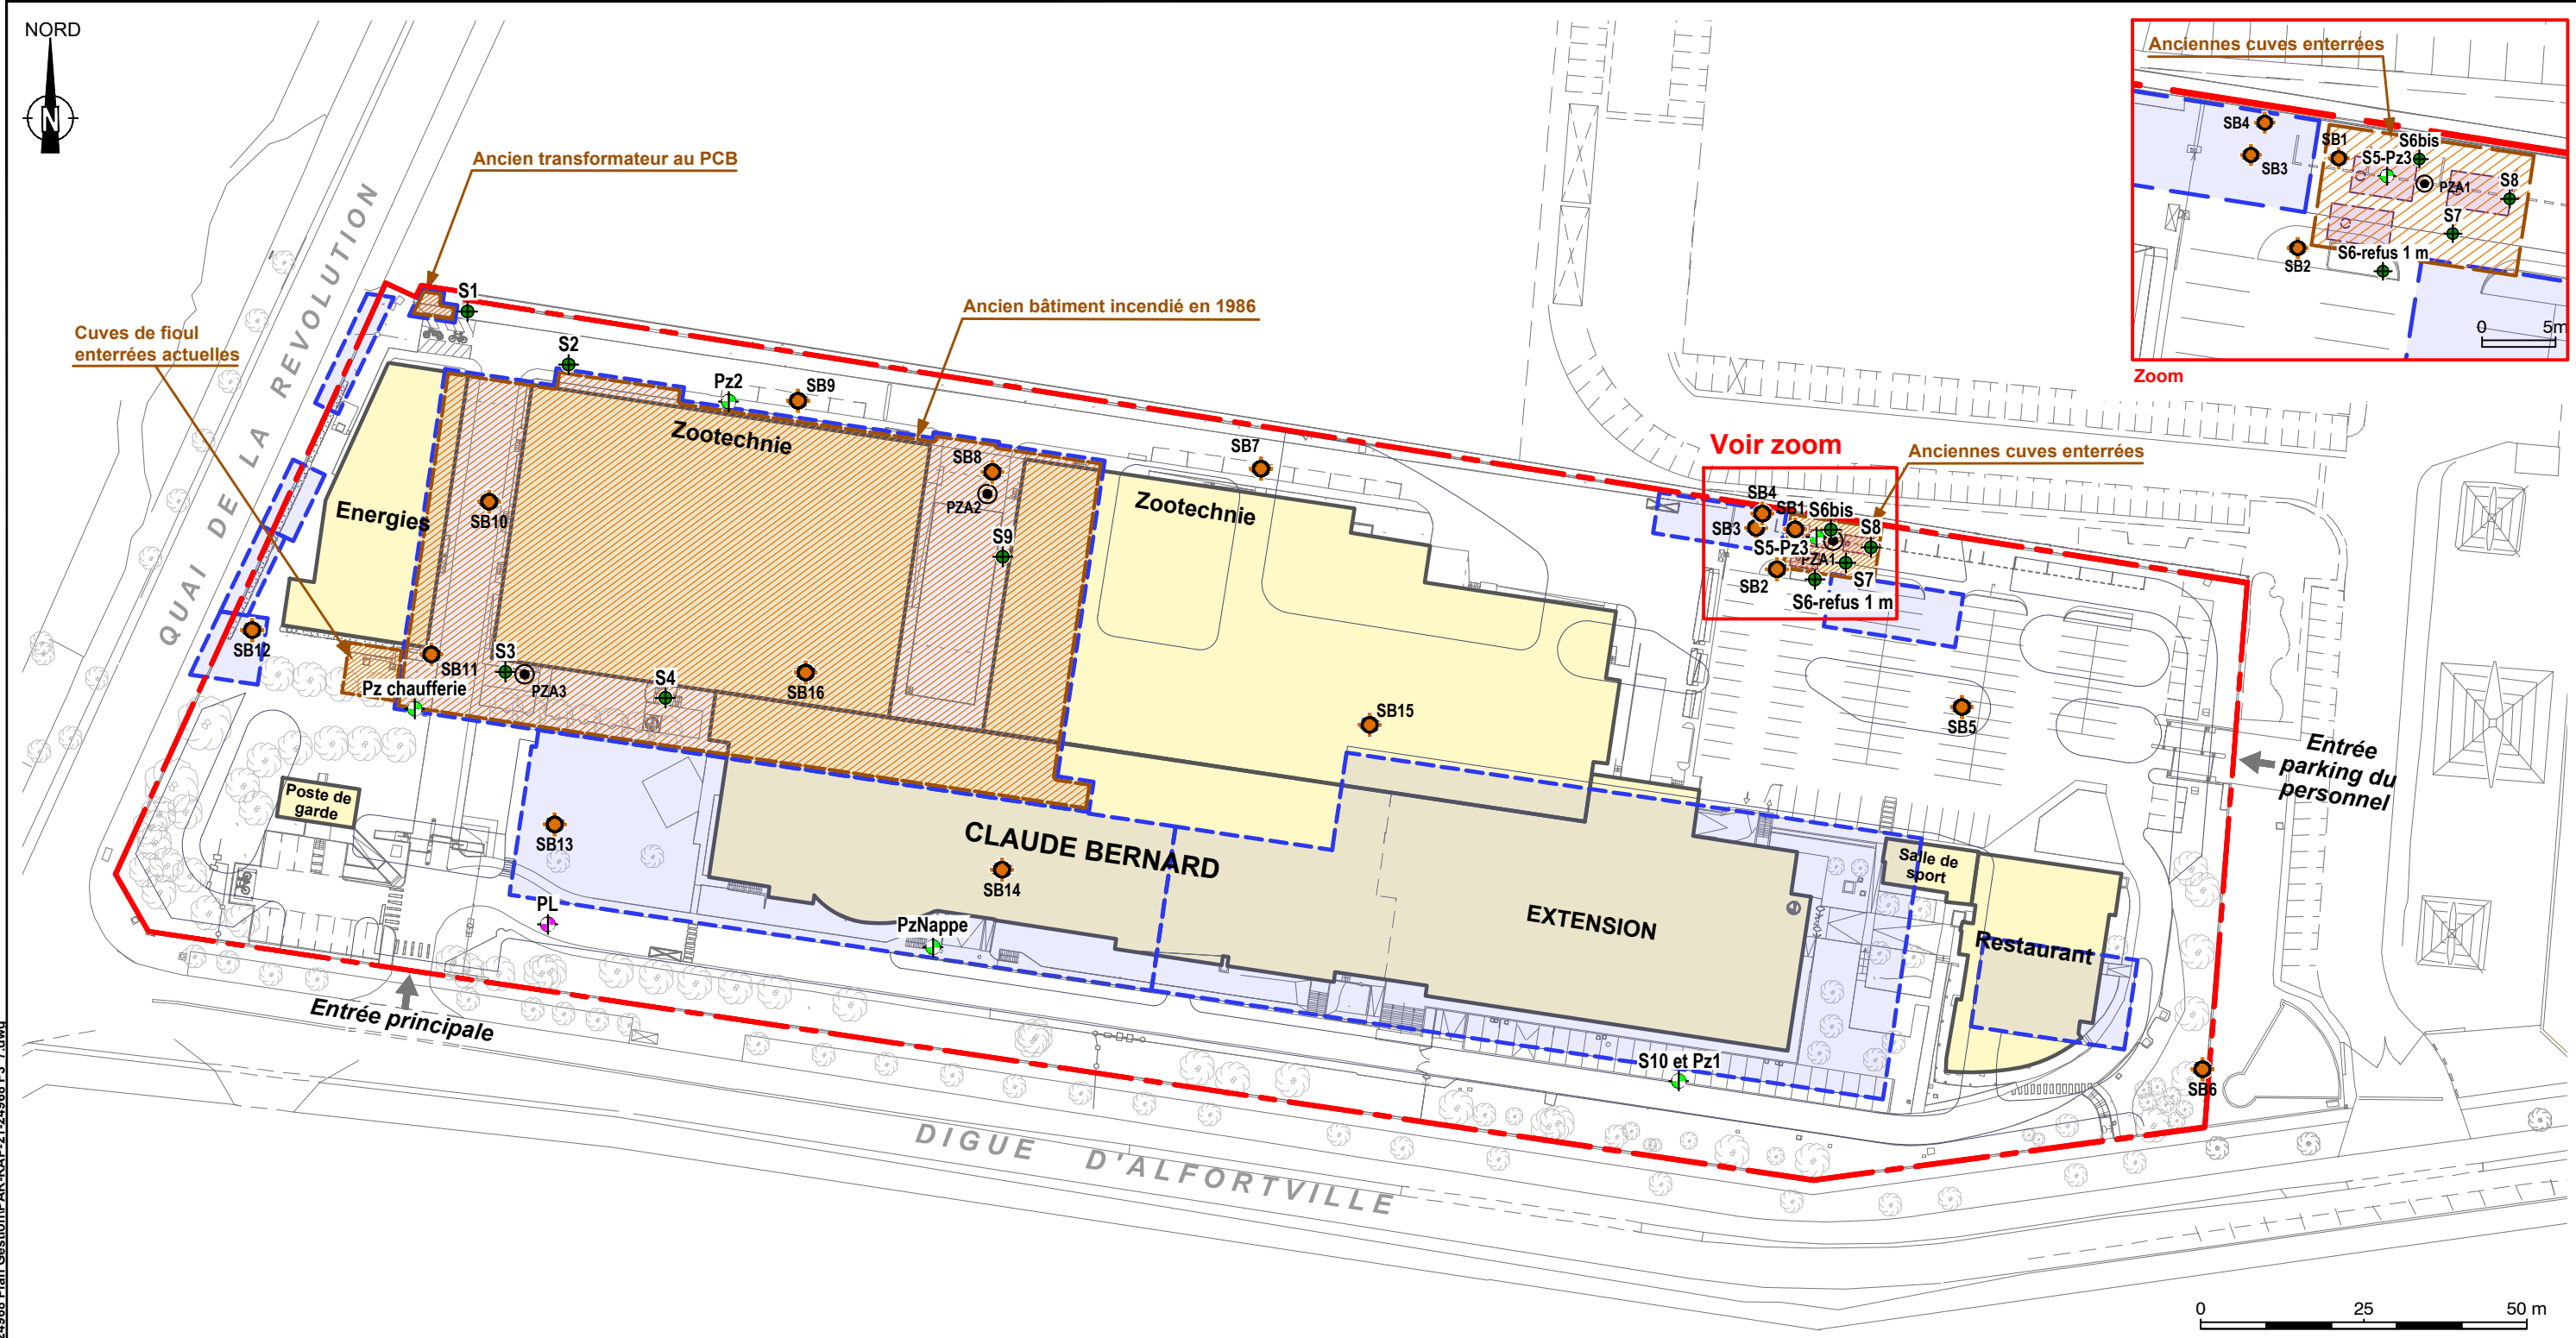 NORD
N
Anciennes cuves enterrées
SB4
SB3
SB1
S6bis
S5-Pz3
PZA1
S8
S7
SB2
S6-refus 1 m
0 5m
Zoom
Ancien transformateur au PCB
S1
Cuves de fioul
enterrées actuelles
Ancien bâtiment incendié en 1986
S2
Pz2
SB9
Zootechnie
SB8
PZA2
S9
SB7
Zootechnie
Voir zoom
Anciennes cuves enterrées
SB4
SB1
S6bis
SB3
S8
S5-Pz3
PZA1
SB2
S7
S6-refus 1 m
QUAI DE LA REVOLUTION
Energies
SB10
SB12
SB11
S3
PZA3
Pz chaufferie
S4
SB16
SB15
SB5
Entrée
parking du
personnel
Poste de
garde
SB13
CLAUDE BERNARD
SB14
PL
PzNappe
EXTENSION
Salle de
sport
Restaurant
Entrée principale
S10 et Pz1
SB6
DIGUE D'ALFORTVILLE
0 25 50 m